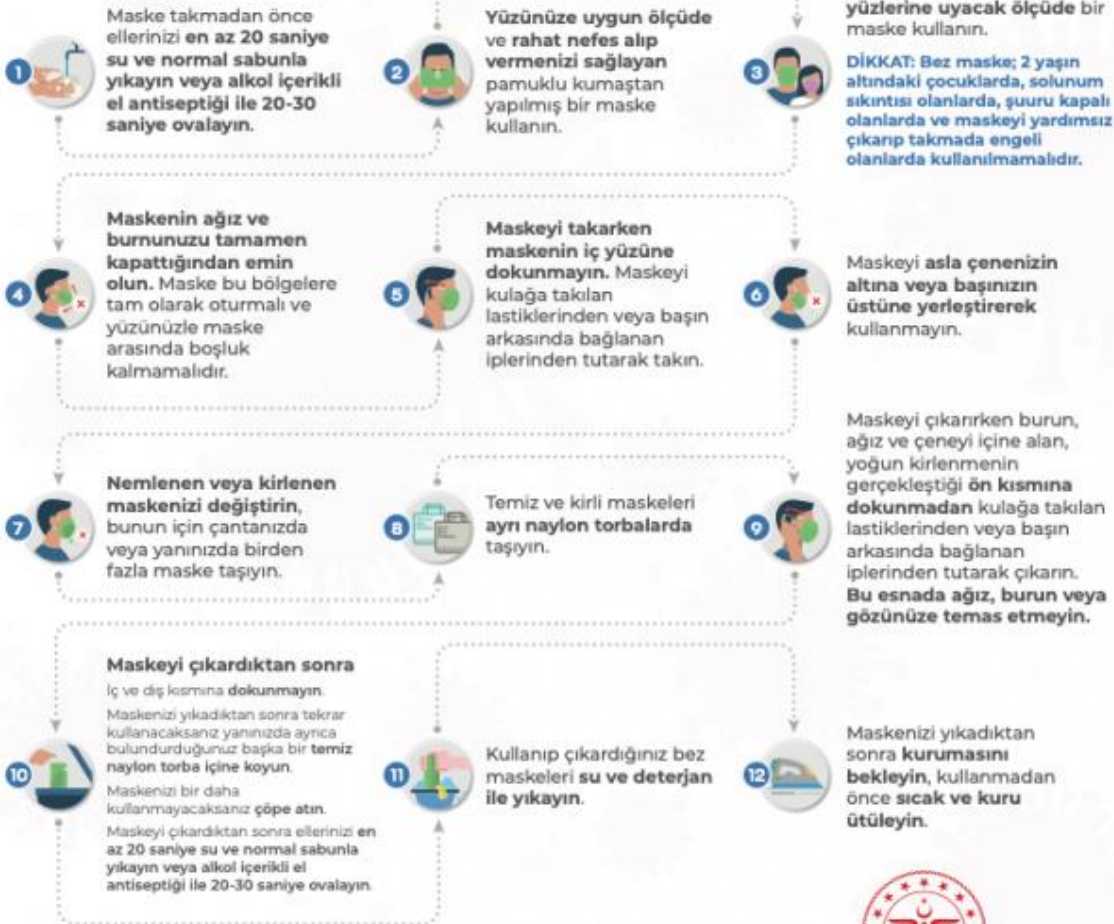 1
Maske takmadan önce
ellerinizi en az 20 saniye
su ve normal sabunla
yıkayın veya alkol içerikli
el antiseptiği ile 20-30
saniye ovalayın.
2
Yüzünüze uygun ölçüde
ve rahat nefes alıp
vermenizi sağlayan
pamuklu kumaştan
yapılmış bir maske
kullanın.
3
yüzlerine uyacak ölçüde bir
maske kullanın.
DİKKAT: Bez maske; 2 yaşın
altındaki çocuklarda, solunum
sıkıntısı olanlarda, şuuru kapalı
olanlarda ve maskeyi yardımsız
çıkarıp takmada engeli
olanlarda kullanılmamalıdır.
4
Maskenin ağız ve
burnunuzu tamamen
kapattığından emin
olun. Maske bu bölgelere
tam olarak oturmalı ve
yüzünüzle maske
arasında boşluk
kalmamalıdır.
5
Maskeyi takarken
maskenin iç yüzüne
dokunmayın. Maskeyi
kulağa takılan
lastiklerinden veya başın
arkasında bağlanan
iplerinden tutarak takın.
6
Maskeyi asla çenenizin
altına veya başınızın
üstüne yerleştirerek
kullanmayın.
7
Nemlenen veya kirlenen
maskenizi değiştirin,
bunun için çantanızda
veya yanınızda birden
fazla maske taşıyın.
8
Temiz ve kirli maskeleri
ayrı naylon torbalarda
taşıyın.
9
Maskeyi çıkarırken burun,
ağız ve çeneyi içine alan,
yoğun kirlenmenin
gerçekleştiği ön kısmına
dokunmadan kulağa takılan
lastiklerinden veya başın
arkasında bağlanan
iplerinden tutarak çıkarın.
Bu esnada ağız, burun veya
gözünüze temas etmeyin.
10
Maskeyi çıkardıktan sonra
İç ve dış kısmına dokunmayın.
Maskenizi yıkadıktan sonra tekrar
kullanacaksanız yanınızda ayrıca
bulundurduğunuz başka bir temiz
naylon torba içine koyun.
Maskenizi bir daha
kullanmayacaksanız çöpe atın.
Maskeyi çıkardıktan sonra ellerinizi en
az 20 saniye su ve normal sabunla
yıkayın veya alkol içerikli el
antiseptiği ile 20-30 saniye ovalayın.
11
Kullanıp çıkardığınız bez
maskeleri su ve deterjan
ile yıkayın.
12
Maskenizi yıkadıktan
sonra kurumasını
bekleyin, kullanmadan
önce sıcak ve kuru
ütüleyin.